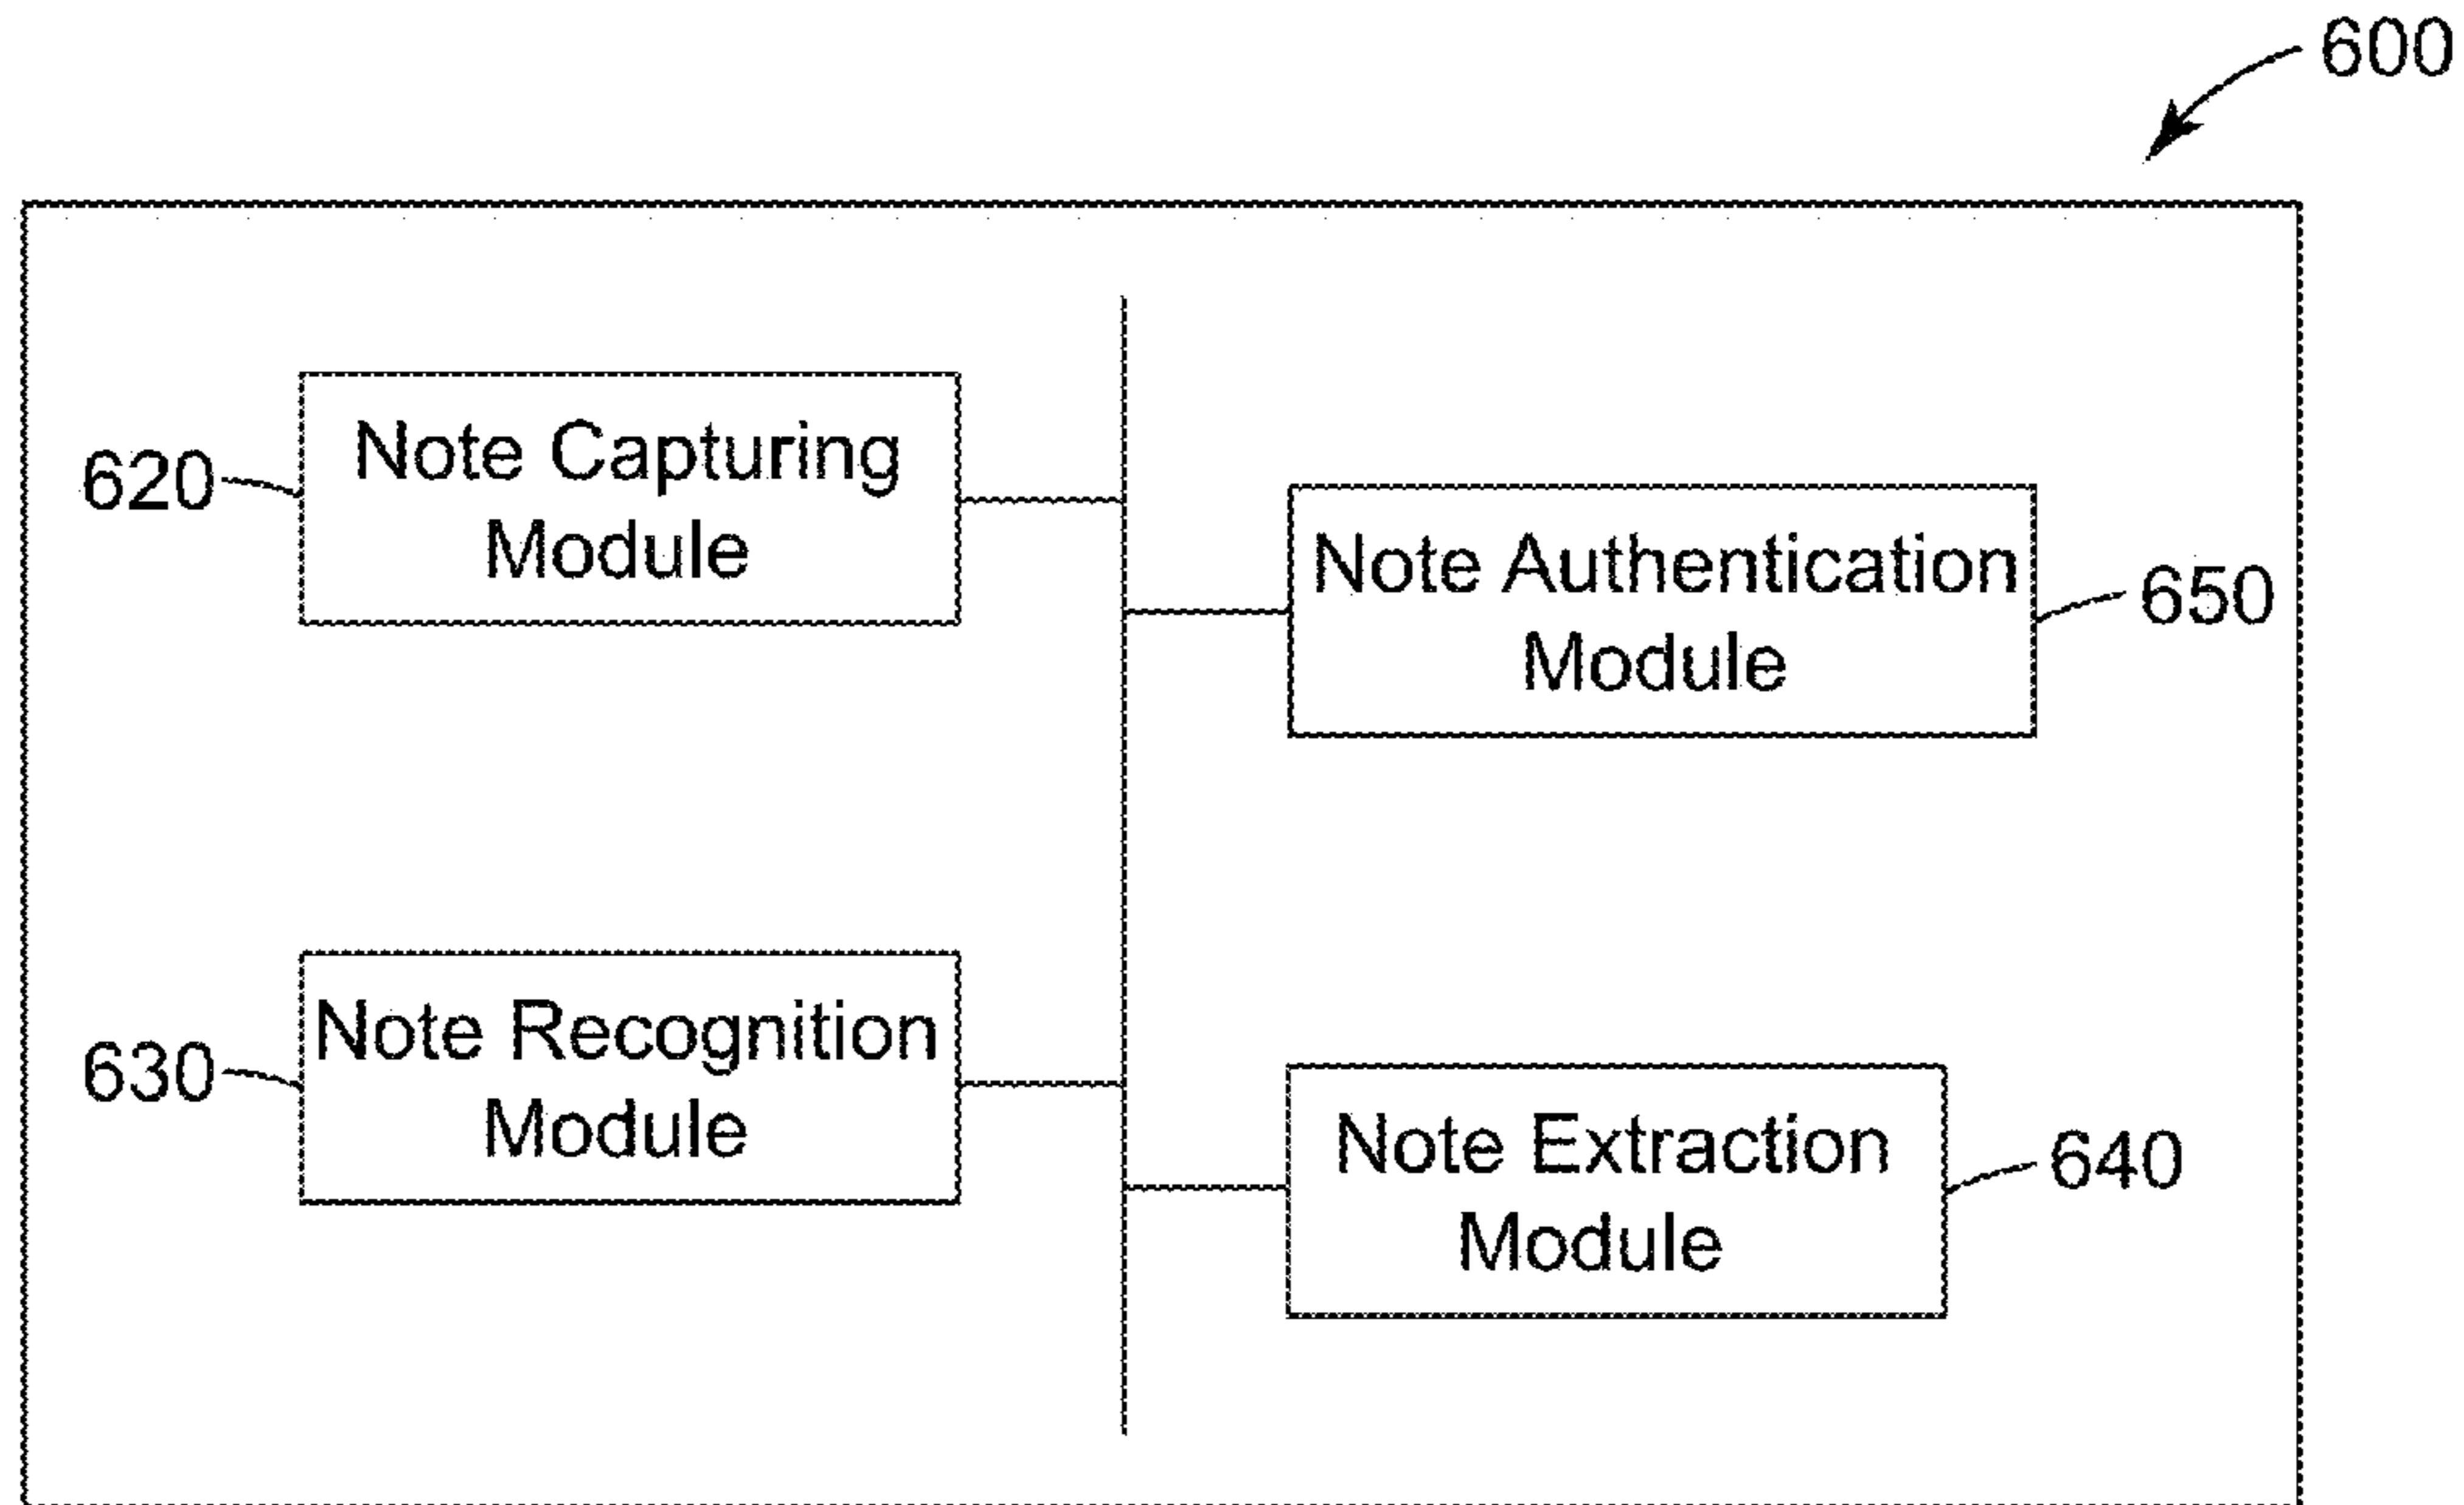 600
Note Capturing
Module
620
Note Authentication
Module
650
Note Recognition
Module
630
Note Extraction
Module
640